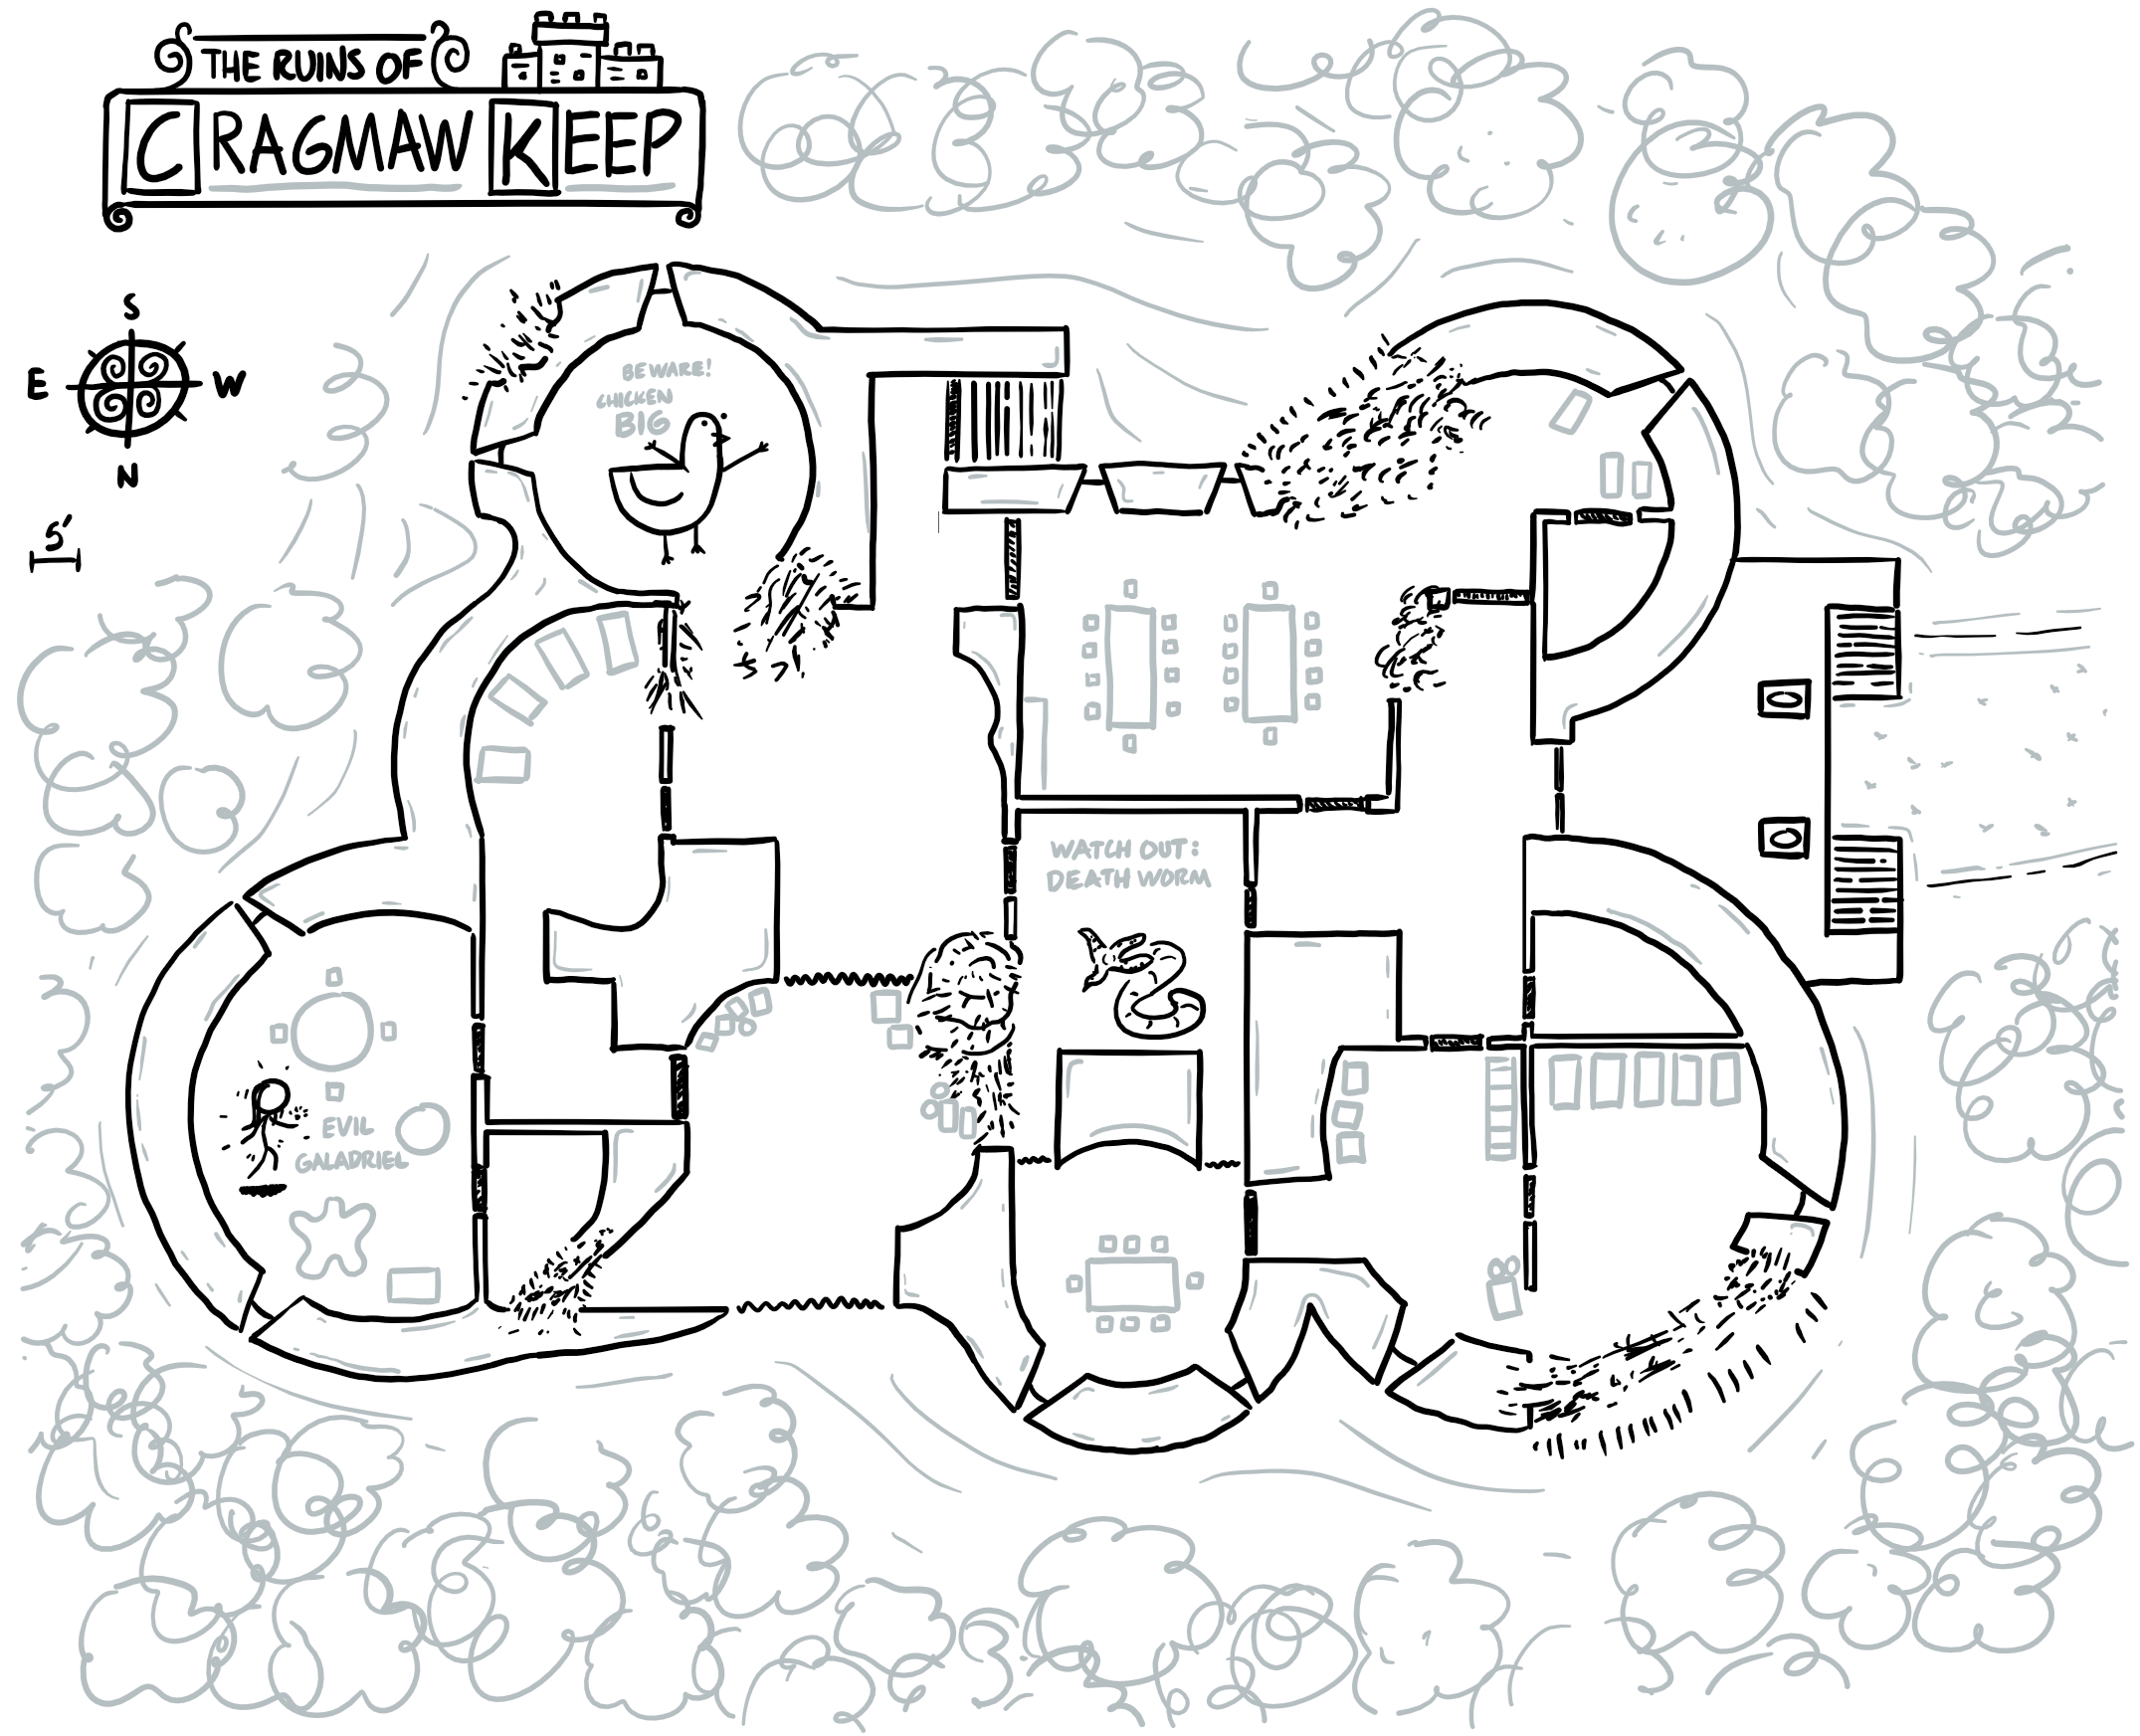 THE RUINS OF
CRAGMAW KEEP
S
E W
N
5'
BEWARE!
CHICKEN
BIG
WATCH OUT:
DEATH WORM
EVIL
GALADRIEL